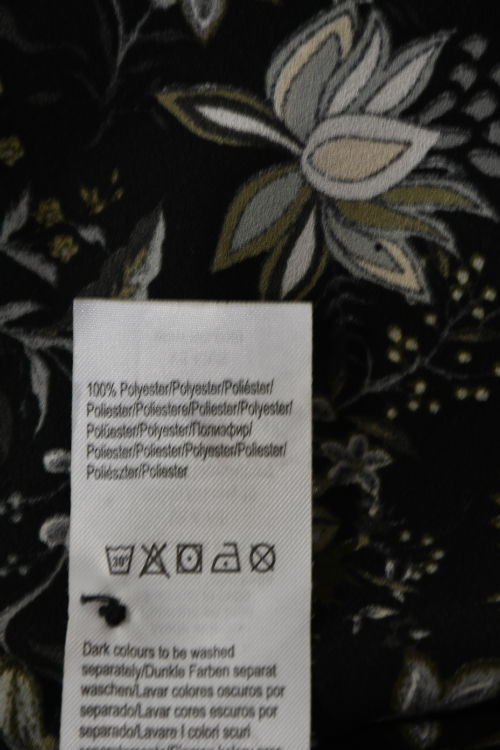 100% Polyester/Polyester/Poliéster/
Poliester/Poliestere/Poliester/Polyester/
Poliüester/Polyester/Полиэфир/
Poliester/Poliester/Polyester/Poliester/
Poliészter/Poliester
30°
Dark colours to be washed
separately/Dunkle Farben separat
waschen/Lavar colores oscuros por
separado/Lavar cores escuros por
separado/Lavare I colori scuri